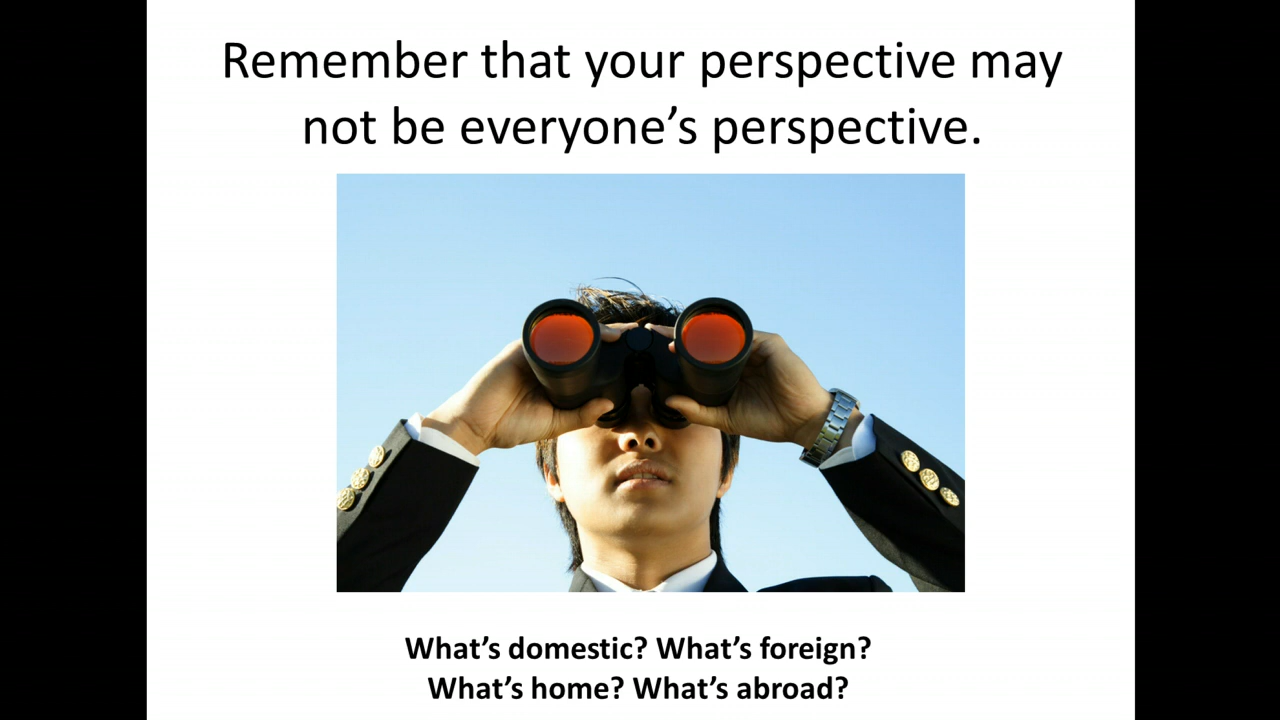 Remember that your perspective may
not be everyone’s perspective.
What’s domestic? What’s foreign?
What’s home? What’s abroad?